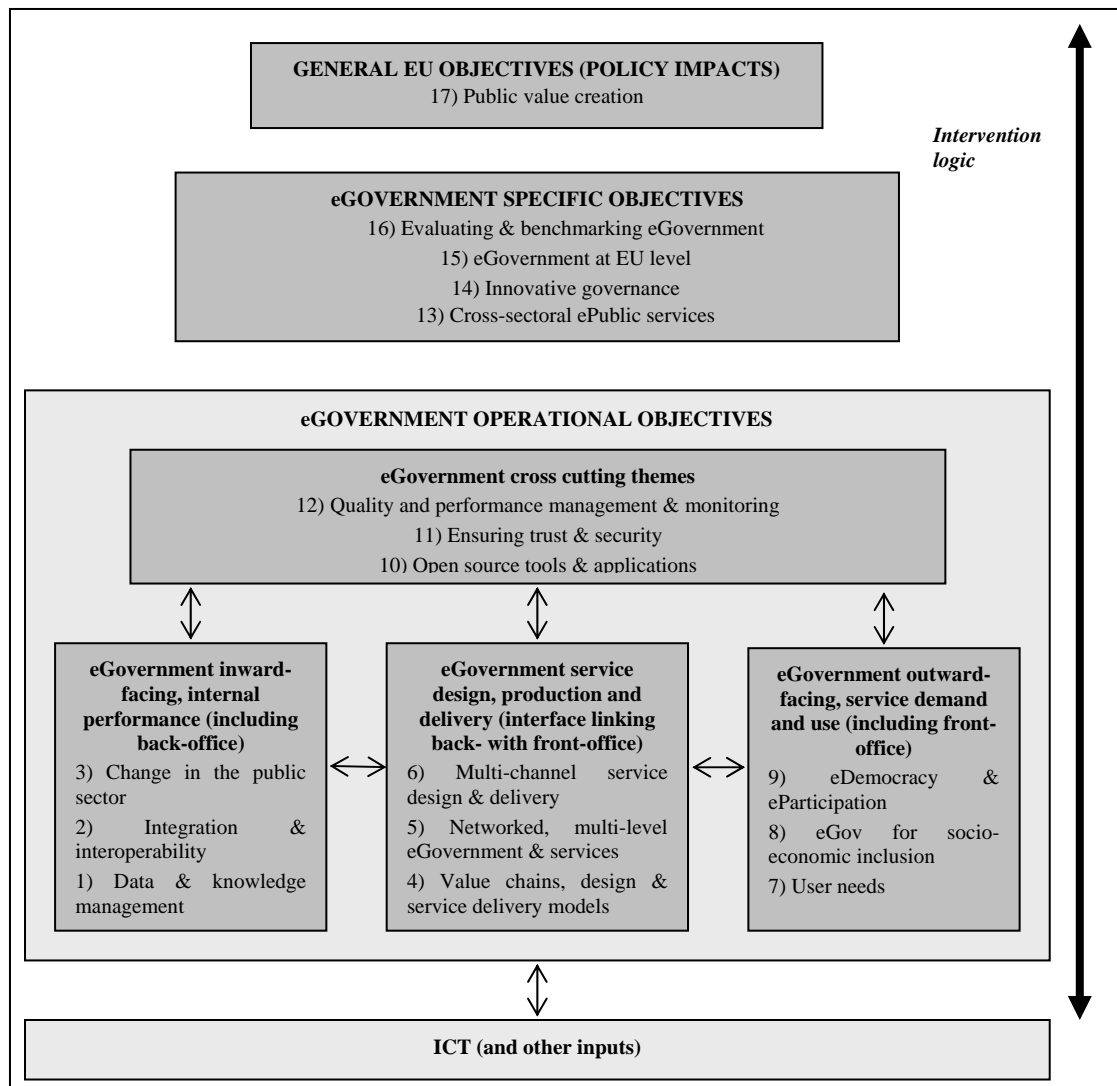 GENERAL EU OBJECTIVES (POLICY IMPACTS)
17) Public value creation
Intervention
logic
eGOVERNMENT SPECIFIC OBJECTIVES
16) Evaluating & benchmarking eGovernment
15) eGovernment at EU level
14) Innovative governance
13) Cross-sectoral ePublic services
eGOVERNMENT OPERATIONAL OBJECTIVES
eGovernment cross cutting themes
12) Quality and performance management & monitoring
11) Ensuring trust & security
10) Open source tools & applications
eGovernment inward-
facing, internal
performance (including
back-office)
3) Change in the public
sector
2) Integration &
interoperability
1) Data & knowledge
management
eGovernment service
design, production and
delivery (interface linking
back- with front-office)
6) Multi-channel service
design & delivery
5) Networked, multi-level
eGovernment & services
4) Value chains, design &
service delivery models
eGovernment outward-
facing, service demand
and use (including front-
office)
9) eDemocracy &
eParticipation
8) eGov for socio-
economic inclusion
7) User needs
ICT (and other inputs)